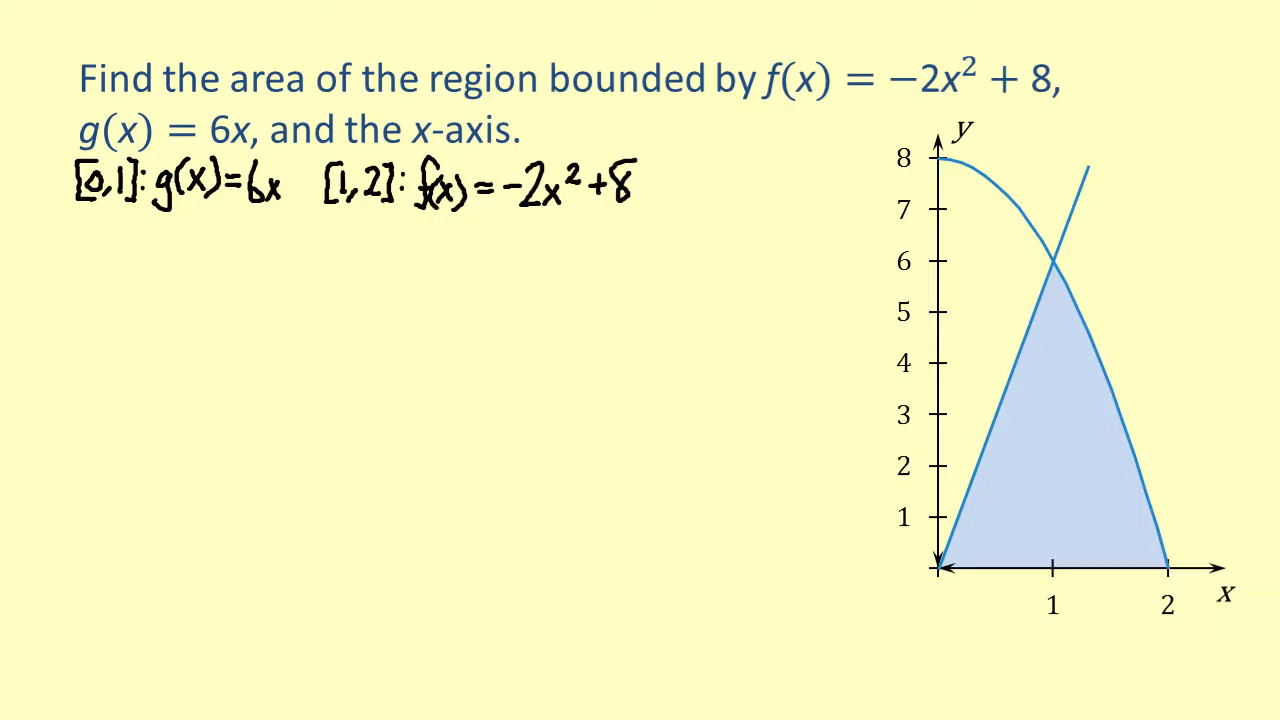 Find the area of the region bounded by f(x) = −2x² + 8,
g(x) = 6x, and the x-axis.
[0,1]: g(x)=6x [1,2]: f(x)=-2x²+8
y
8
7
6
5
4
3
2
1
x
1 2